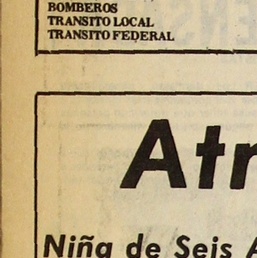 BOMBEROS
TRANSITO LOCAL
TRANSITO FEDERAL
Atr
Niña de Seis A